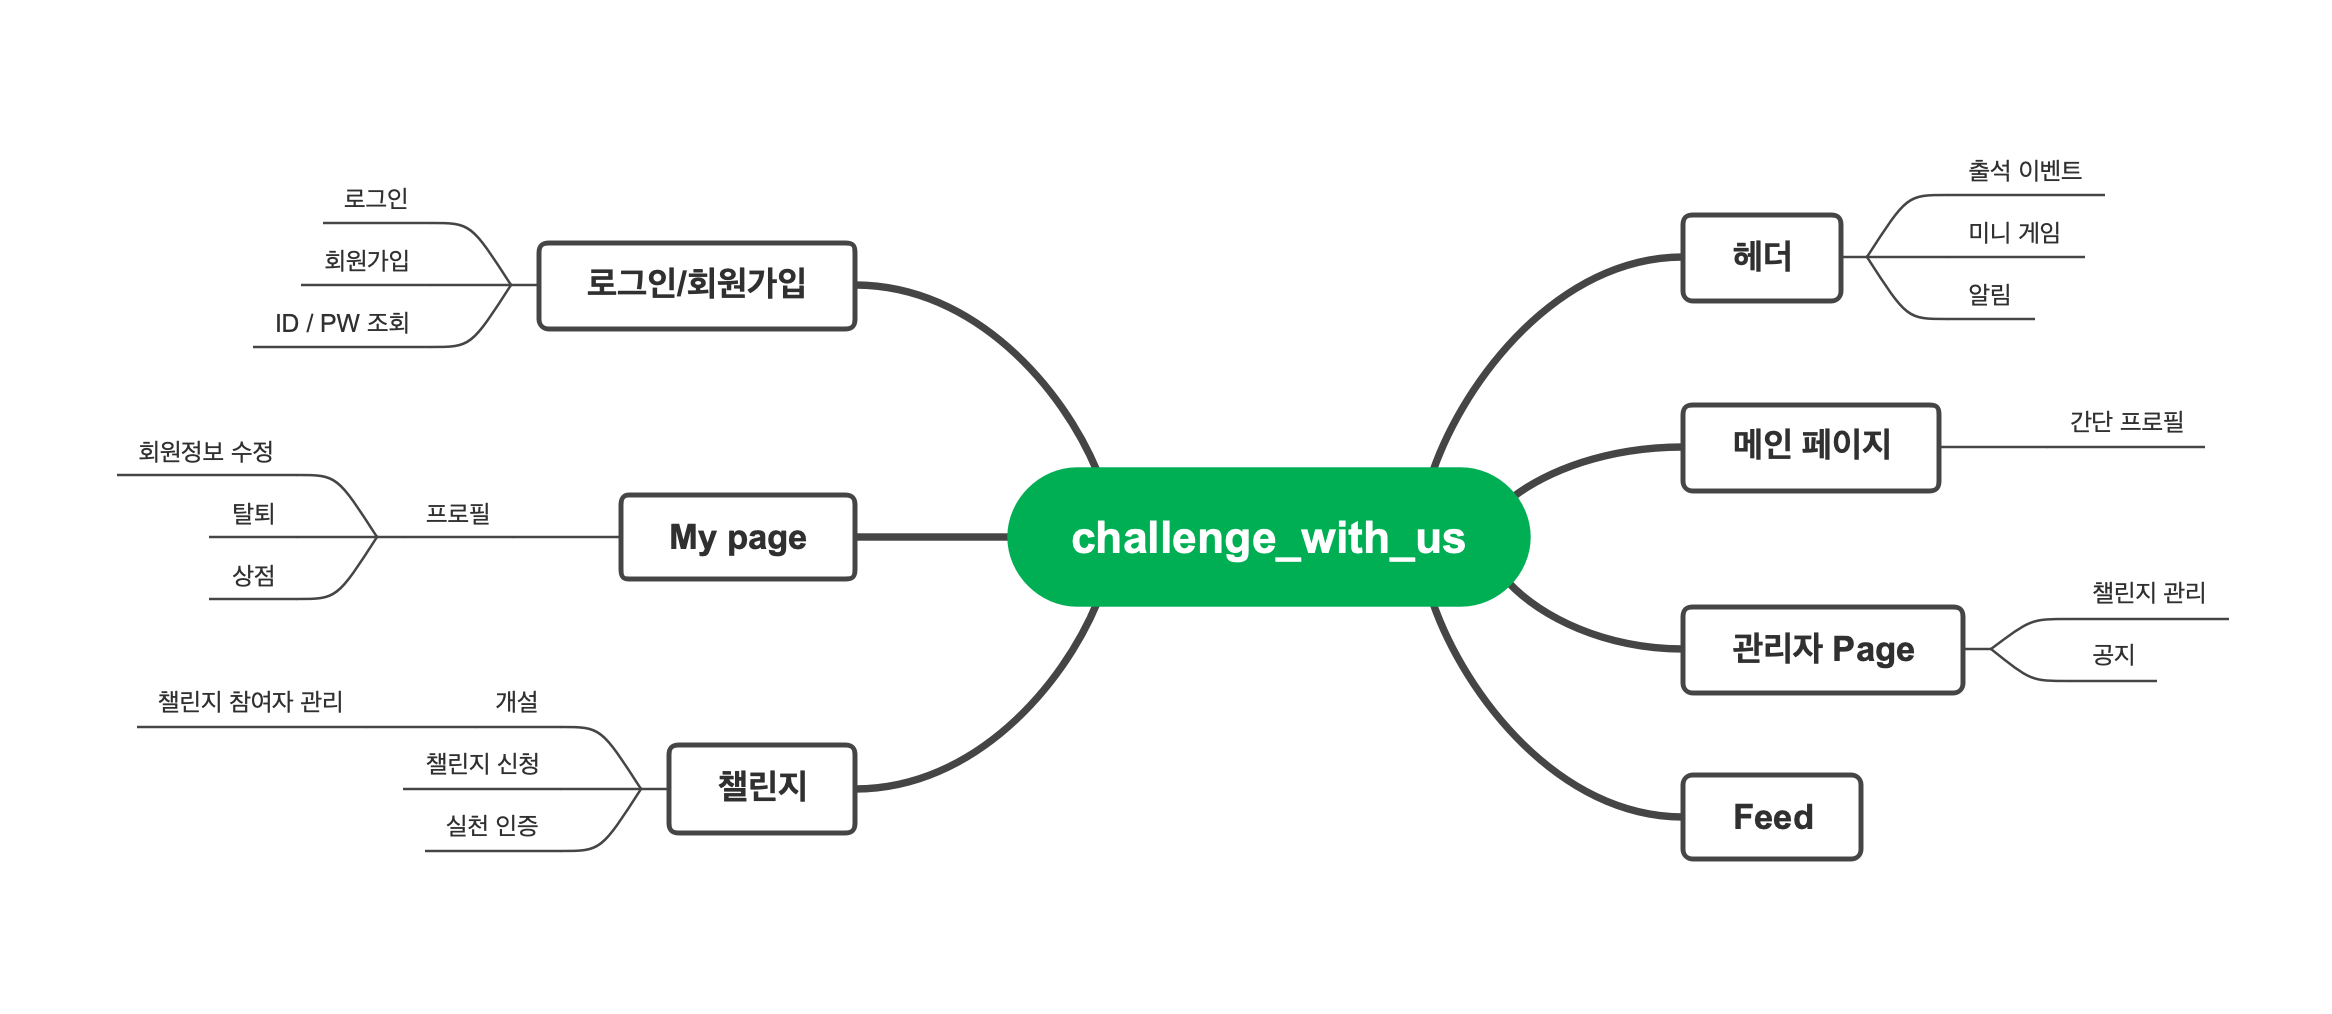 challenge_with_us
로그인/회원가입
로그인
회원가입
ID / PW 조회
My page
프로필
회원정보 수정
탈퇴
상점
챌린지
개설
챌린지 참여자 관리
챌린지 신청
실천 인증
헤더
출석 이벤트
미니 게임
알림
메인 페이지
간단 프로필
관리자 Page
챌린지 관리
공지
Feed